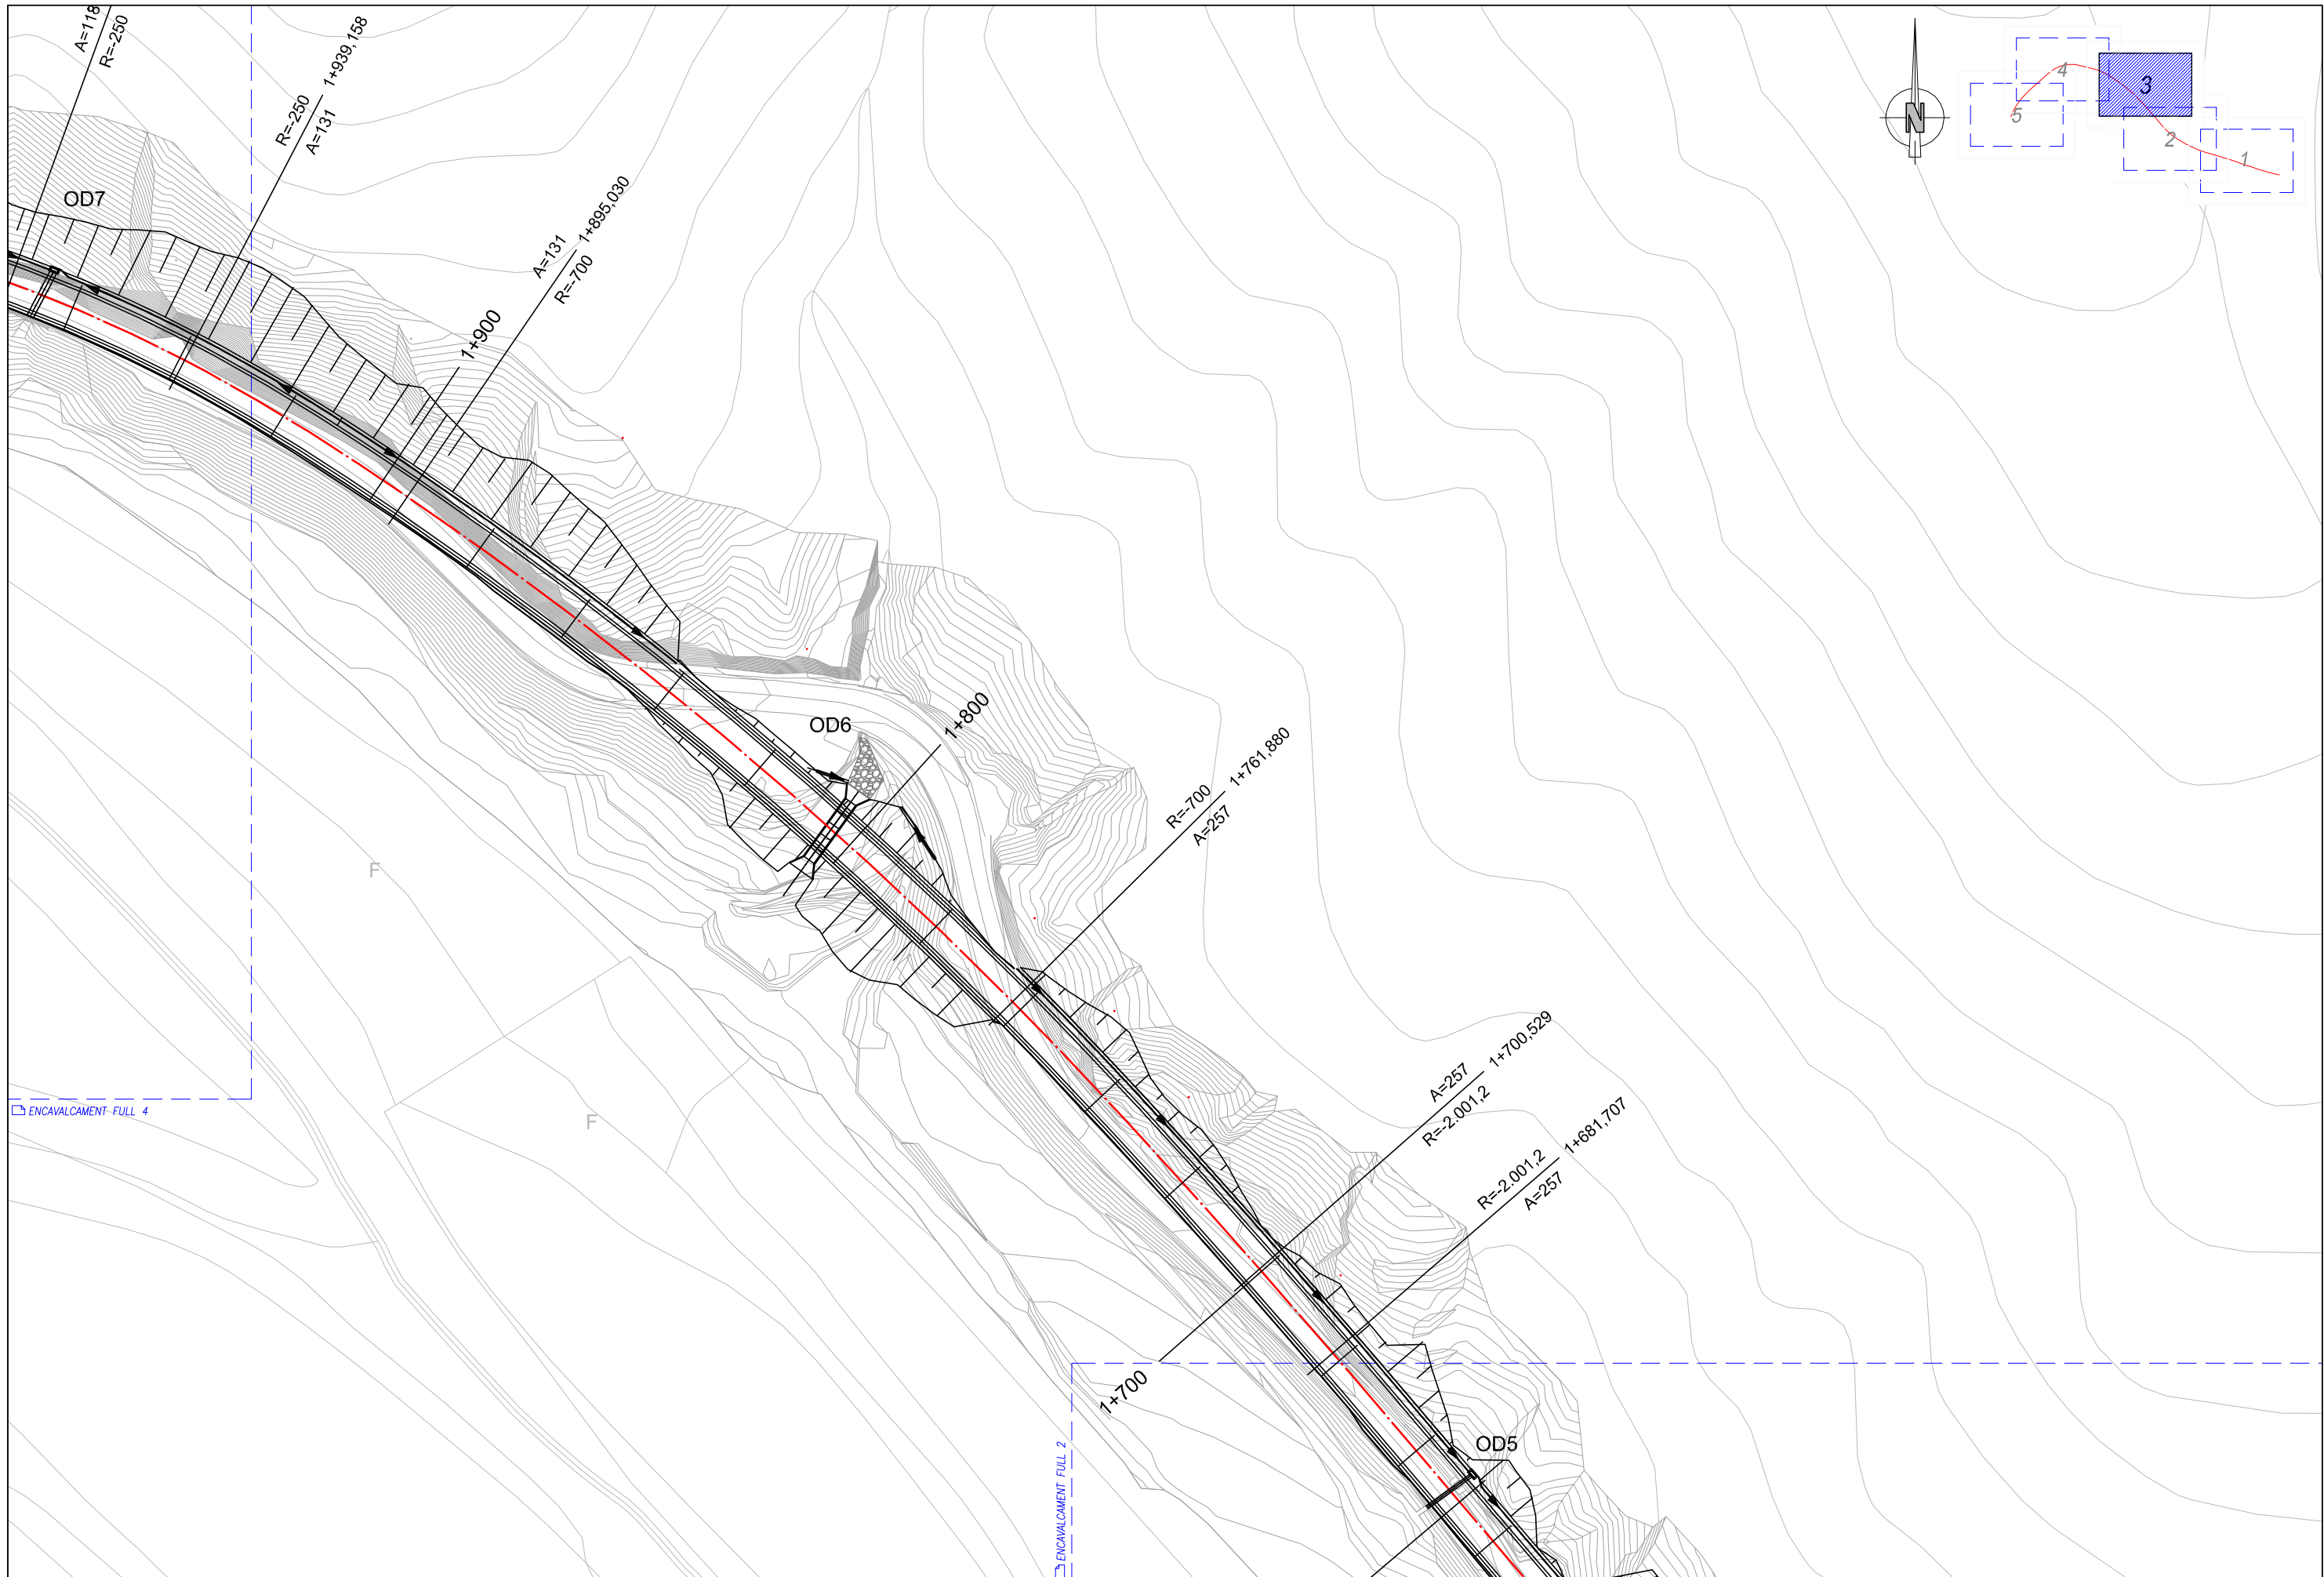 A=118
R=-250
R=-250 1+939,158
A=131
OD7
A=131 1+895,030
R=-700
1+900
N
4
3
5
2
1
OD6
1+800
R=-700 1+761,880
A=257
F
F
A=257 1+700,529
R=-2.001,2
R=-2.001,2 1+681,707
A=257
ENCAVALCAMENT FULL 4
1+700
ENCAVALCAMENT FULL 2
OD5